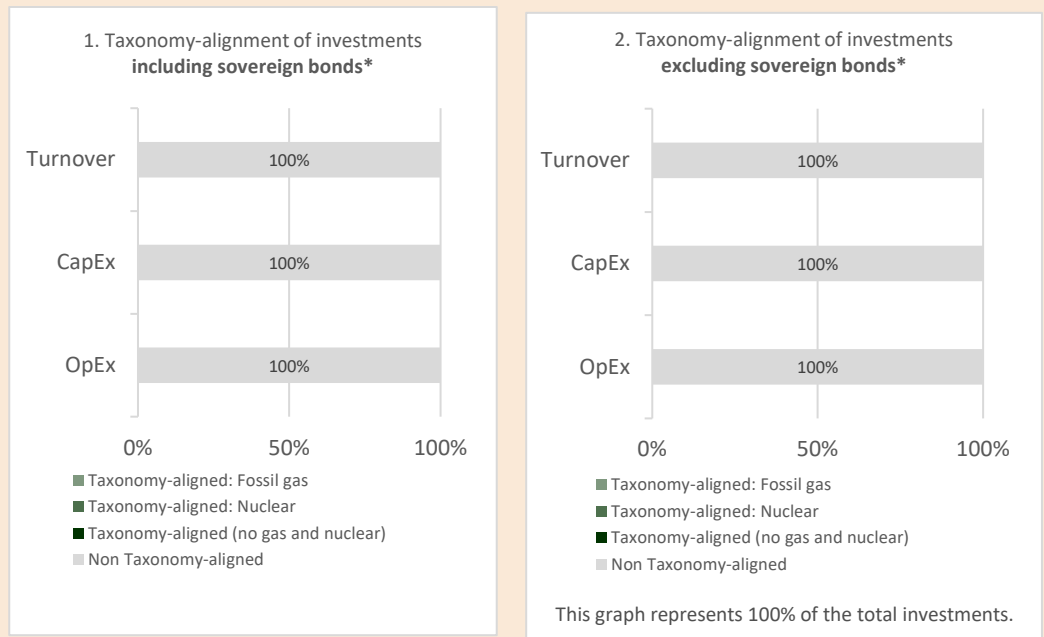 1. Taxonomy-alignment of investments
including sovereign bonds*
Turnover
100%
CapEx
100%
OpEx
100%
0%
50%
100%
Taxonomy-aligned: Fossil gas
Taxonomy-aligned: Nuclear
Taxonomy-aligned (no gas and nuclear)
Non Taxonomy-aligned
2. Taxonomy-alignment of investments
excluding sovereign bonds*
Turnover
100%
CapEx
100%
OpEx
100%
0%
50%
100%
Taxonomy-aligned: Fossil gas
Taxonomy-aligned: Nuclear
Taxonomy-aligned (no gas and nuclear)
Non Taxonomy-aligned
This graph represents 100% of the total investments.